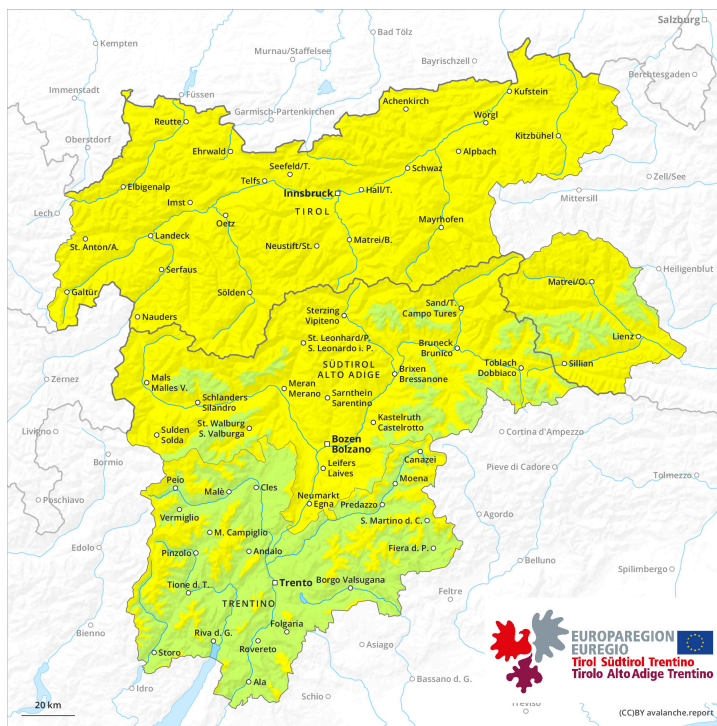 Salzburg
Kempten
Bad Tölz
Murnau/Staffelsee
Bayrischzell
Berchtesgaden
Immenstadt
Füssen
Garmisch-Partenkirchen
Achenkirch
Kufstein
Reutte
Wörgl
Oberstdorf
Ehrwald
Kitzbühel
Alpbach
Seefeld/T.
Schwaz
Telfs
Zell/See
Elbigenalp
Innsbruck
Hall/T.
Mittersill
Imst
TIROL
Lech
Oetz
Mayrhofen
St. Anton/A.
Landeck
Neustift/St.
Matrei/B.
Serfaus
Heiligenblut
Galtür
Sölden
Matrei/O.
Nauders
Sand/T.
Campo Tures
Sterzing
Vipiteno
Lienz
St. Leonhard/P.
S. Leonardo i. P.
Bruneck
Brunico
Sillian
SÜDTIROL
ALTO ADIGE
Brixen
Bressanone
Toblach
Dobbiaco
Zernez
Mals
Malles V.
Meran
Merano
Schlanders
Silandro
Sarnthein
Sarentino
St. Walburg
S. Valburga
Kastelruth
Castelrotto
Livigno
Sulden
Solda
Cortina d'Ampezzo
Bozen
Bolzano
Bormio
Canazei
Leifers
Laives
Pieve di Cadore
Tolmezzo
Poschiavo
Peio
Malè
Cles
Moena
Neumarkt
Egna
Predazzo
Vermiglio
Agordo
S. Martino d. C.
M. Campiglio
Edolo
Pinzolo
Andalo
Fiera d. P.
Belluno
Spilimbergo
Trento
Borgo Valsugana
Tione d. T.
Feltre
TRENTINO
Bienno
Folgaria
Riva d. G.
Rovereto
Asiago
Storo
Bassano d. G.
Ala
Idro
Schio
Treviso
EUROPAREGION
EUREGIO
Tirol Südtirol Trentino
Tirolo Alto Adige Trentino
20 km
(CC)BY avalanche.report